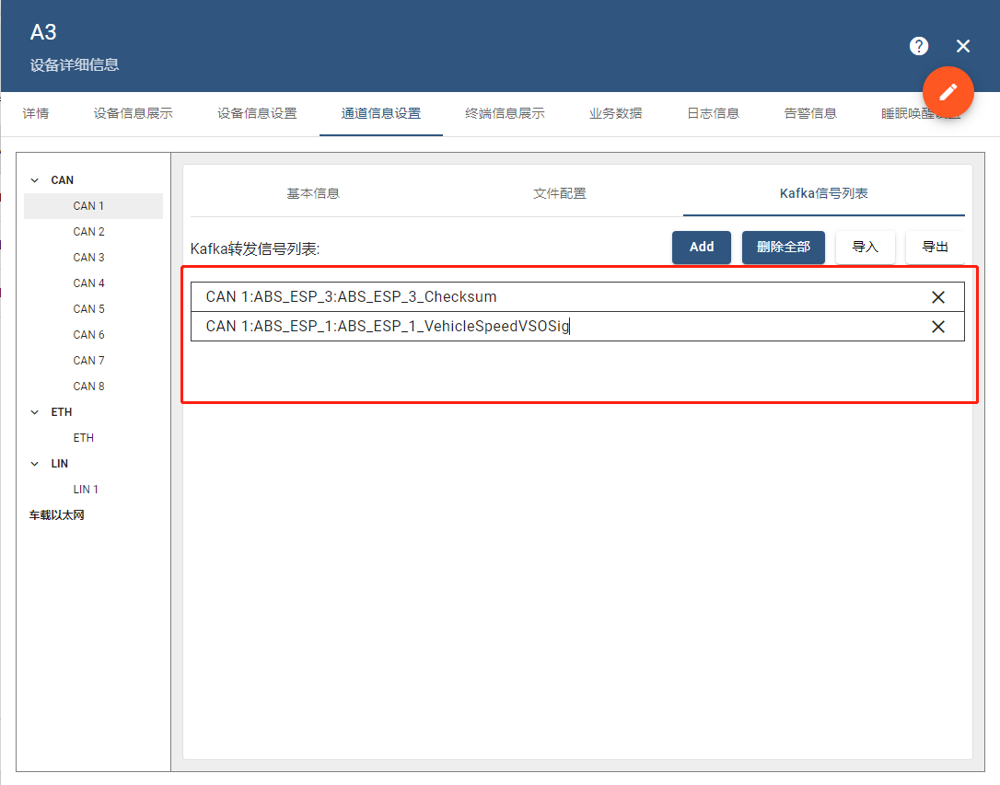 A3
设备详细信息
详情 设备信息展示 设备信息设置 通道信息设置 终端信息展示 业务数据 日志信息 告警信息 睡眠唤醒
CAN
CAN 1
CAN 2
CAN 3
CAN 4
CAN 5
CAN 6
CAN 7
CAN 8
ETH
ETH
LIN
LIN 1
车载以太网
基本信息 文件配置 Kafka信号列表
Kafka转发信号列表: Add 删除全部 导入 导出
CAN 1:ABS_ESP_3:ABS_ESP_3_Checksum
CAN 1:ABS_ESP_1:ABS_ESP_1_VehicleSpeedVSOSig